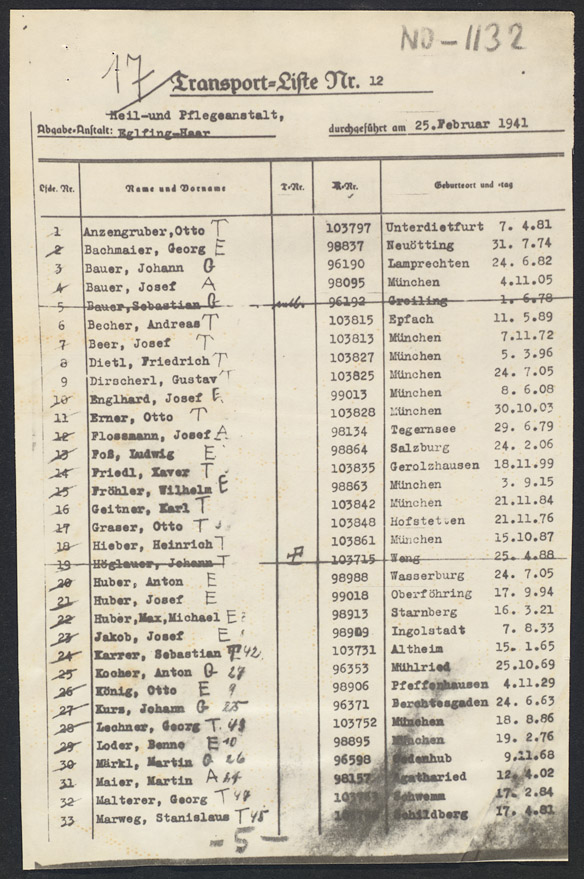 NO-1132
17
Transport=Liste Nr. 12
Heil-und Pflegeanstalt,
Abgabe=Anstalt: Eglfing-Haar durchgeführt am 25.Februar 1941
Lfde. Nr. Name und Vorname T=Nr. Z=Nr. Geburtsort und =tag
1 Anzengruber,Otto T 103797 Unterdietfurt 7. 4.81
2 Bachmaier, Georg E 98837 Neuötting 31. 7.74
3 Bauer, Johann G 96190 Lamprechten 24. 6.82
4 Bauer, Josef A 98095 München 4.11.05
5 Bauer,Sebastian G 96192 Greiling 1. 6.78
6 Becher, Andreas T 103815 Epfach 11. 5.89
7 Beer, Josef T 103813 München 7.11.72
8 Dietl, Friedrich T 103827 München 5. 3.96
9 Dirscherl, Gustav T 103825 München 24. 7.05
10 Englhard, Josef E 99013 München 8. 6.08
11 Erner, Otto T 103828 München 30.10.03
12 Flossmann, Josef A 98134 Tegernsee 29. 6.79
13 Foß, Ludwig E 98864 Salzburg 24. 2.06
14 Friedl, Xaver T 103835 Gerolzhausen 18.11.99
15 Fröhler, Wilhelm E 98863 München 3. 9.15
16 Geitner, Karl T 103842 München 21.11.84
17 Graser, Otto T 103848 Hofstetten 21.11.76
18 Hieber, Heinrich T 103861 München 15.10.87
19 Höglauer, Johann T 103715 Weng 25. 4.88
20 Huber, Anton E 98988 Wasserburg 24. 7.05
21 Huber, Josef E 99018 Oberföhring 17. 9.94
22 Huber,Max,Michael E 98913 Starnberg 16. 3.21
23 Jakob, Josef E 98909 Ingolstadt 7. 8.33
24 Karrer, Sebastian T 42 103731 Altheim 15. 1.65
25 Kocher, Anton G 27 96353 Mühlried 25.10.69
26 König, Otto E 9 98906 Pfeffenhausen 4.11.29
27 Kurz, Johann G 25 96371 Berchtesgaden 24. 6.63
28 Lechner, Georg T 43 103752 München 18. 8.86
29 Loder, Benno E 10 98895 München 19. 2.76
30 Märkl, Martin G 26 96598 Oedenhub 9.11.68
31 Maier, Martin A 24 98157 Agatharied 12. 4.02
32 Malterer, Georg T 44 Schwemm 17. 2.84
33 Marweg, Stanislaus T 45 Schildberg 17. 4.81
- 5 -